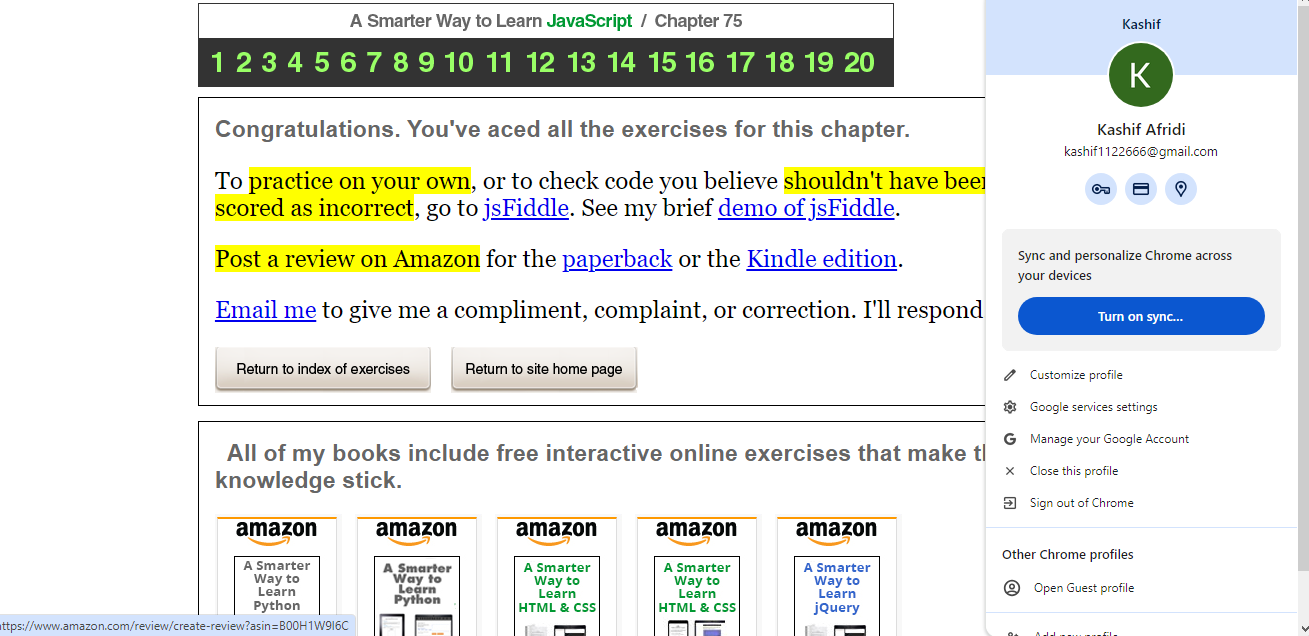 A Smarter Way to Learn JavaScript / Chapter 75
1 2 3 4 5 6 7 8 9 10 11 12 13 14 15 16 17 18 19 20
Congratulations. You've aced all the exercises for this chapter.
To practice on your own, or to check code you believe shouldn't have been
scored as incorrect, go to jsFiddle. See my brief demo of jsFiddle.
Post a review on Amazon for the paperback or the Kindle edition.
Email me to give me a compliment, complaint, or correction. I'll respond
Return to index of exercises
Return to site home page
All of my books include free interactive online exercises that make
knowledge stick.
amazon amazon amazon amazon amazon
A Smarter
Way to
Learn
Python
A Smarter
Way to
Learn
Python
A Smarter
Way to
Learn
HTML & CSS
A Smarter
Way to
Learn
HTML & CSS
A Smarter
Way to
Learn
jQuery
https://www.amazon.com/review/create-review?asin=B00H1W9I6C
Kashif
K
Kashif Afridi
kashif1122666@gmail.com
Sync and personalize Chrome across
your devices
Turn on sync...
Customize profile
Google services settings
G
Manage your Google Account
Close this profile
Sign out of Chrome
Other Chrome profiles
Open Guest profile
Add new profile